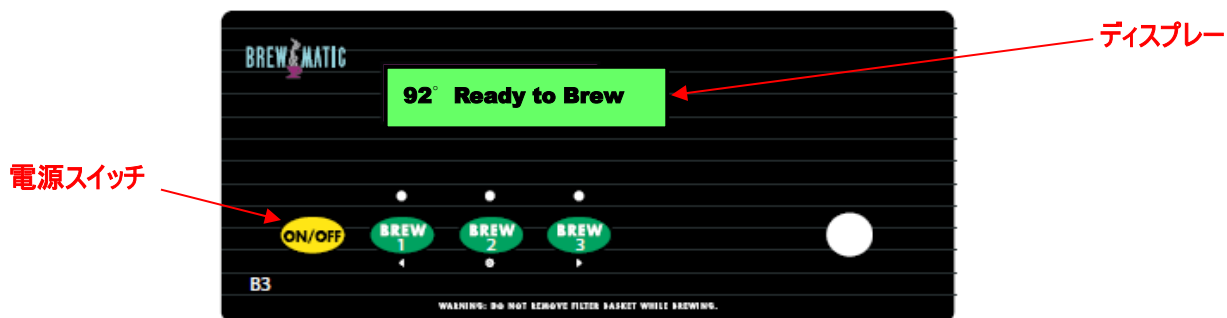 ディスプレー
BREW MATIC
92° Ready to Brew
電源スイッチ
ON/OFF
BREW
1
BREW
2
BREW
3
B3
WARNING: DO NOT REMOVE FILTER BASKET WHILE BREWING.